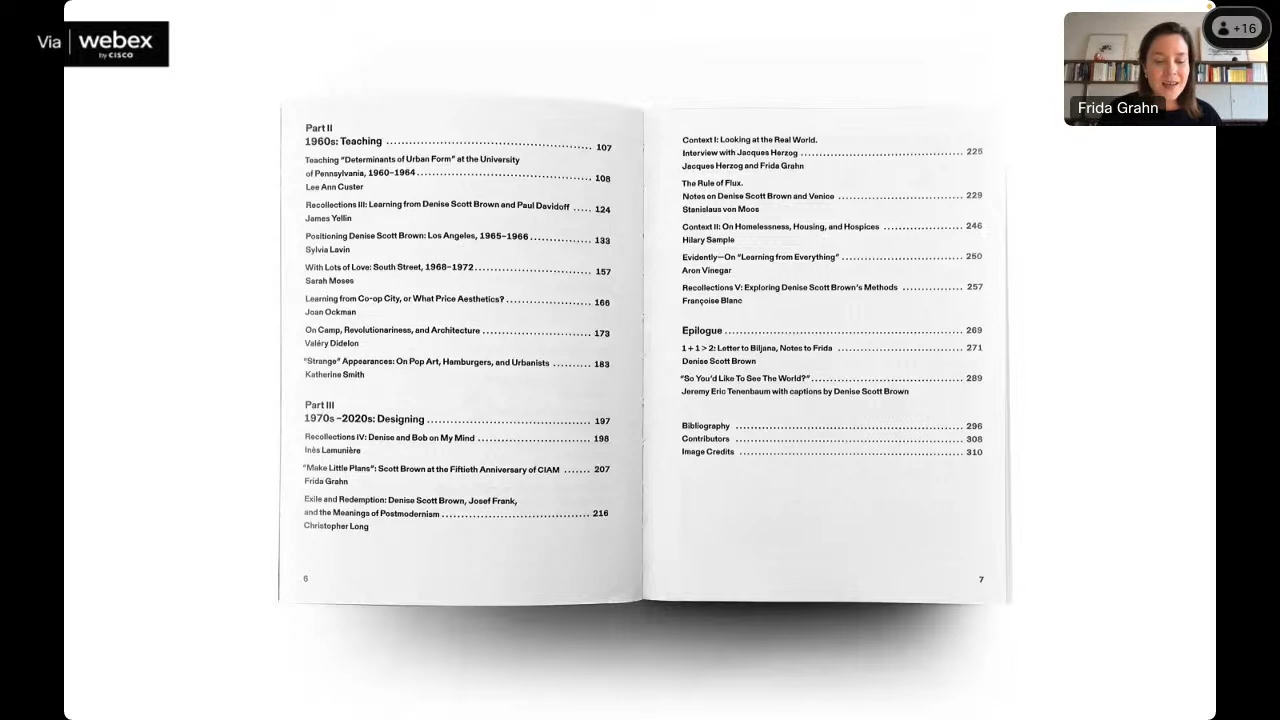 Via webex
by CISCO
+16
Frida Grahn
Part II
1960s: Teaching 107
Teaching “Determinants of Urban Form” at the University
of Pennsylvania, 1960–1964 108
Lee Ann Custer
Recollections III: Learning from Denise Scott Brown and Paul Davidoff 124
James Yellin
Positioning Denise Scott Brown: Los Angeles, 1965–1966 133
Sylvia Lavin
With Lots of Love: South Street, 1968–1972 157
Sarah Moses
Learning from Co-op City, or What Price Aesthetics? 166
Joan Ockman
On Camp, Revolutionariness, and Architecture 173
Valéry Didelon
“Strange” Appearances: On Pop Art, Hamburgers, and Urbanists 183
Katherine Smith
Part III
1970s–2020s: Designing 197
Recollections IV: Denise and Bob on My Mind 198
Inès Lamunière
“Make Little Plans”: Scott Brown at the Fiftieth Anniversary of CIAM 207
Frida Grahn
Exile and Redemption: Denise Scott Brown, Josef Frank,
and the Meanings of Postmodernism 216
Christopher Long
6
Context I: Looking at the Real World.
Interview with Jacques Herzog 225
Jacques Herzog and Frida Grahn
The Rule of Flux.
Notes on Denise Scott Brown and Venice 229
Stanislaus von Moos
Context II: On Homelessness, Housing, and Hospices 246
Hilary Sample
Evidently—On “Learning from Everything” 250
Aron Vinegar
Recollections V: Exploring Denise Scott Brown’s Methods 257
Françoise Blanc
Epilogue 269
1 + 1 > 2: Letter to Biljana, Notes to Frida 271
Denise Scott Brown
“So You’d Like To See The World?” 289
Jeremy Eric Tenenbaum with captions by Denise Scott Brown
Bibliography 296
Contributors 308
Image Credits 310
7